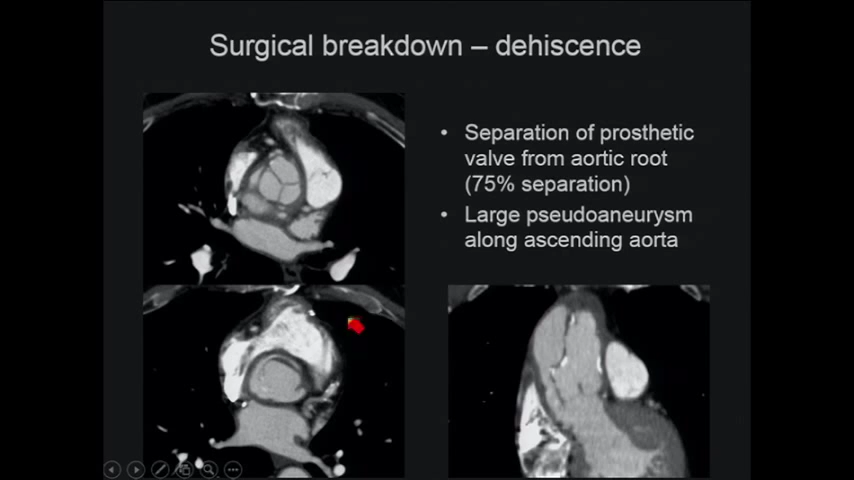 Surgical breakdown – dehiscence
• Separation of prosthetic
valve from aortic root
(75% separation)
• Large pseudoaneurysm
along ascending aorta